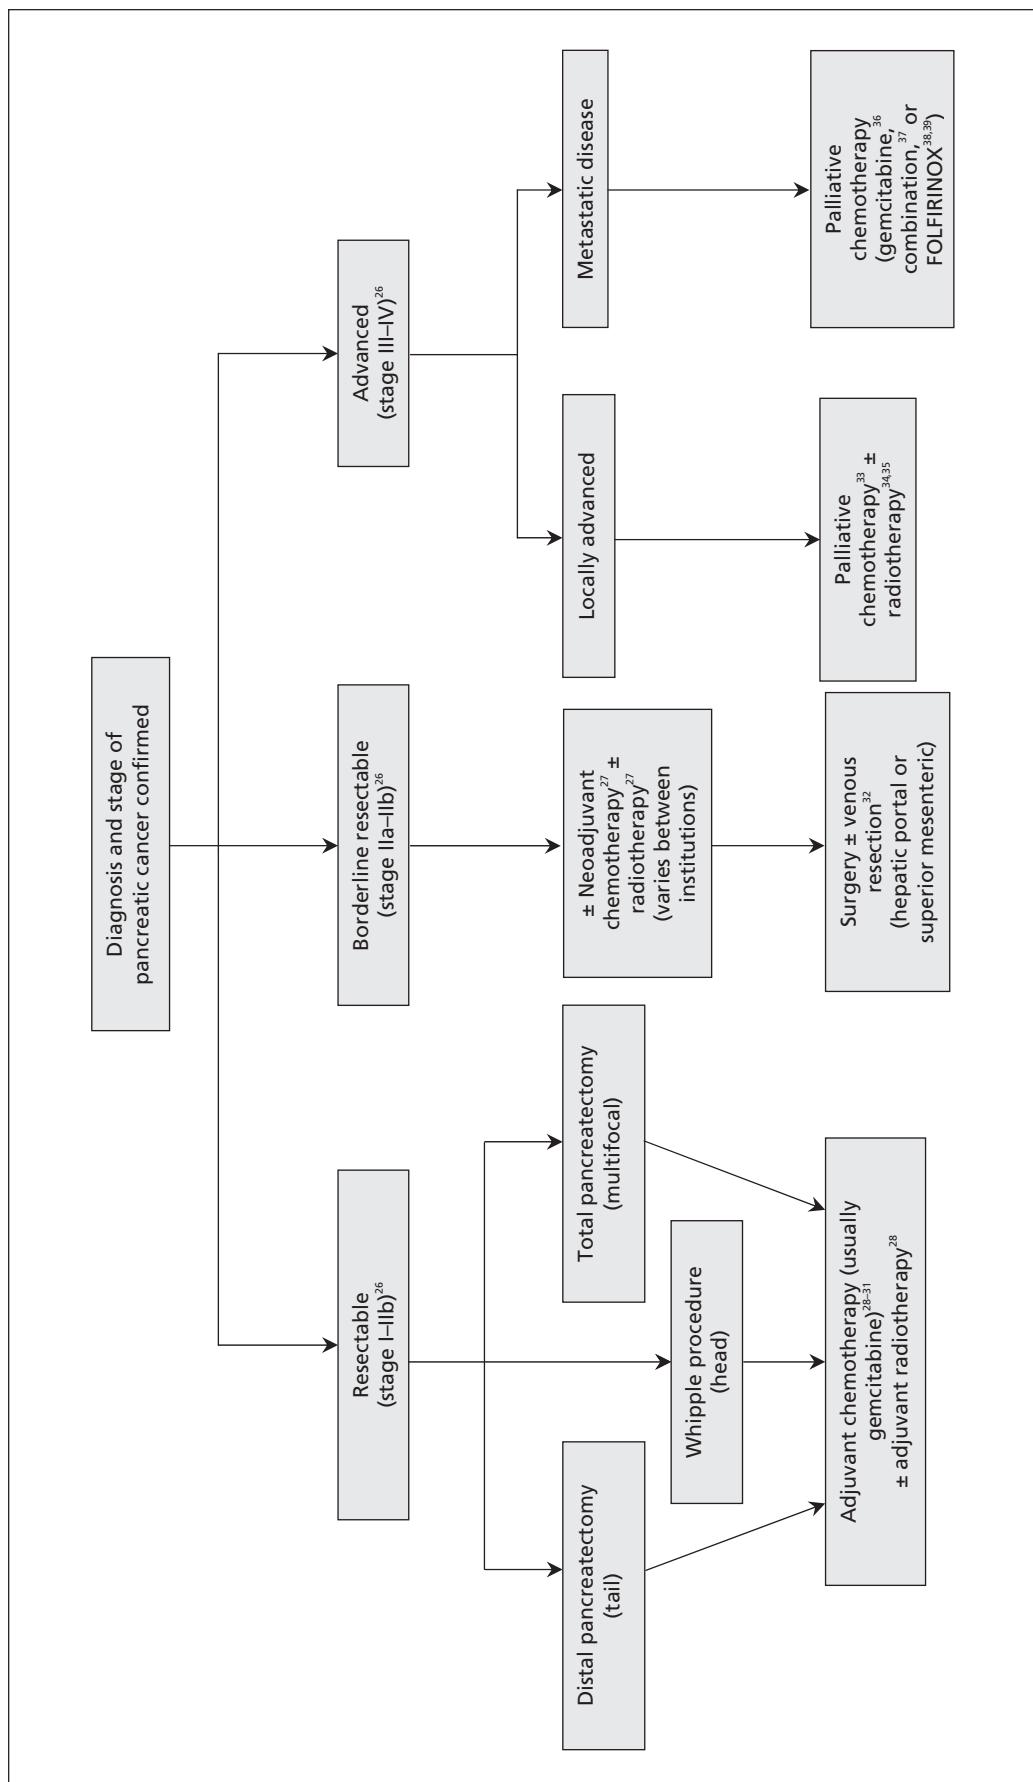 Diagnosis and stage of
pancreatic cancer confirmed
Resectable
(stage I–IIb)26
Borderline resectable
(stage IIa–IIb)26
Advanced
(stage III–IV)26
Distal pancreatectomy
(tail)
Whipple procedure
(head)
Total pancreatectomy
(multifocal)
± Neoadjuvant
chemotherapy27 ±
radiotherapy27
(varies between
institutions)
Locally advanced
Metastatic disease
Adjuvant chemotherapy (usually
gemcitabine)28–31
± adjuvant radiotherapy28
Surgery ± venous
resection32
(hepatic portal or
superior mesenteric)
Palliative
chemotherapy33 ±
radiotherapy34,35
Palliative
chemotherapy
(gemcitabine,36
combination,37 or
FOLFIRINOX38,39)